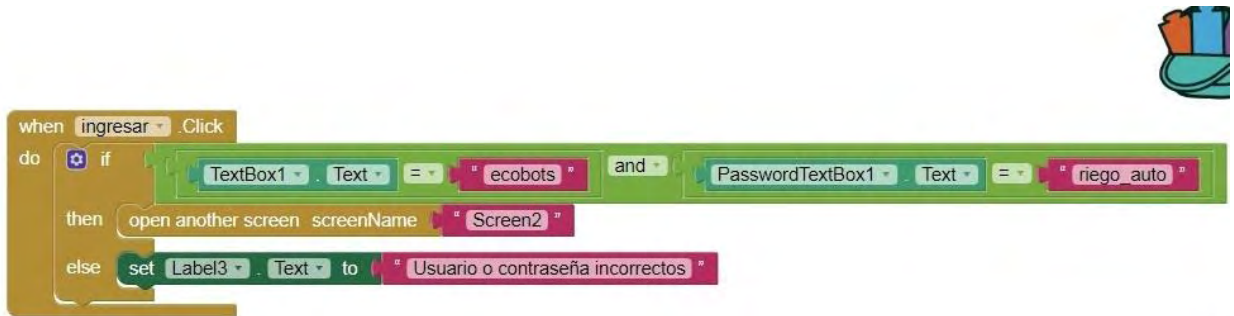 when ingresar .Click
do if TextBox1 . Text = " ecobots " and PasswordTextBox1 . Text = " riego_auto "
then open another screen screenName " Screen2 "
else set Label3 . Text to " Usuario o contraseña incorrectos "